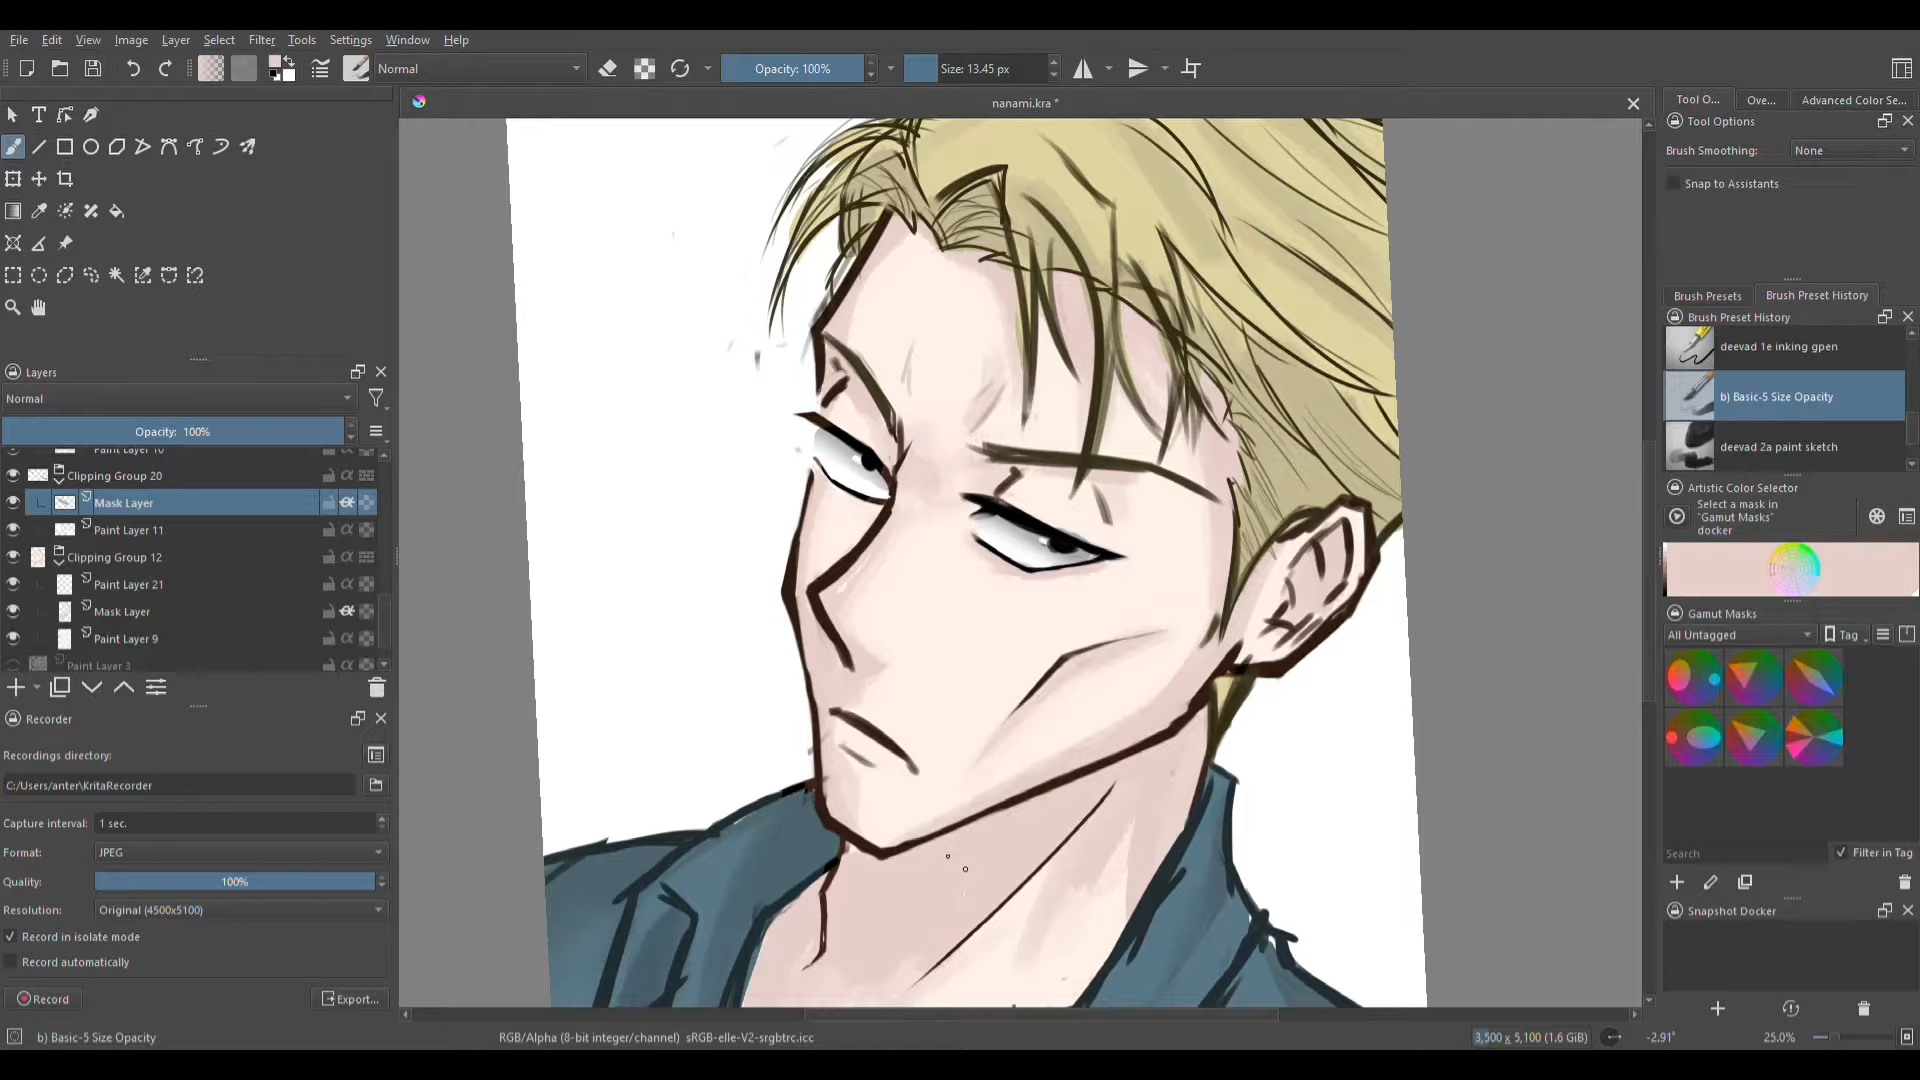 File Edit View Image Layer Select Filter Tools Settings Window Help
Normal
Opacity: 100%
Size: 13.45 px
nanami.kra *
Tool O...
Ove...
Advanced Color Se...
Tool Options
Brush Smoothing:
None
Snap to Assistants
Brush Presets
Brush Preset History
Brush Preset History
deevad 1e inking gpen
b) Basic-5 Size Opacity
deevad 2a paint sketch
Artistic Color Selector
Select a mask in
"Gamut Masks"
docker
Gamut Masks
All Untagged
Tag
Search
Filter in Tag
Snapshot Docker
Layers
Normal
Opacity: 100%
Paint Layer 10
Clipping Group 20
Mask Layer
Paint Layer 11
Clipping Group 12
Paint Layer 21
Mask Layer
Paint Layer 9
Paint Layer 3
Recorder
Recordings directory:
C:/Users/anter\KritaRecorder
Capture interval:
1 sec.
Format:
JPEG
Quality:
100%
Resolution:
Original (4500x5100)
Record in isolate mode
Record automatically
Record
Export...
b) Basic-5 Size Opacity
RGB/Alpha (8-bit integer/channel) sRGB-elle-V2-srgbtrc.icc
3,500 x 5,100 (1.6 GiB)
-2.91°
25.0%